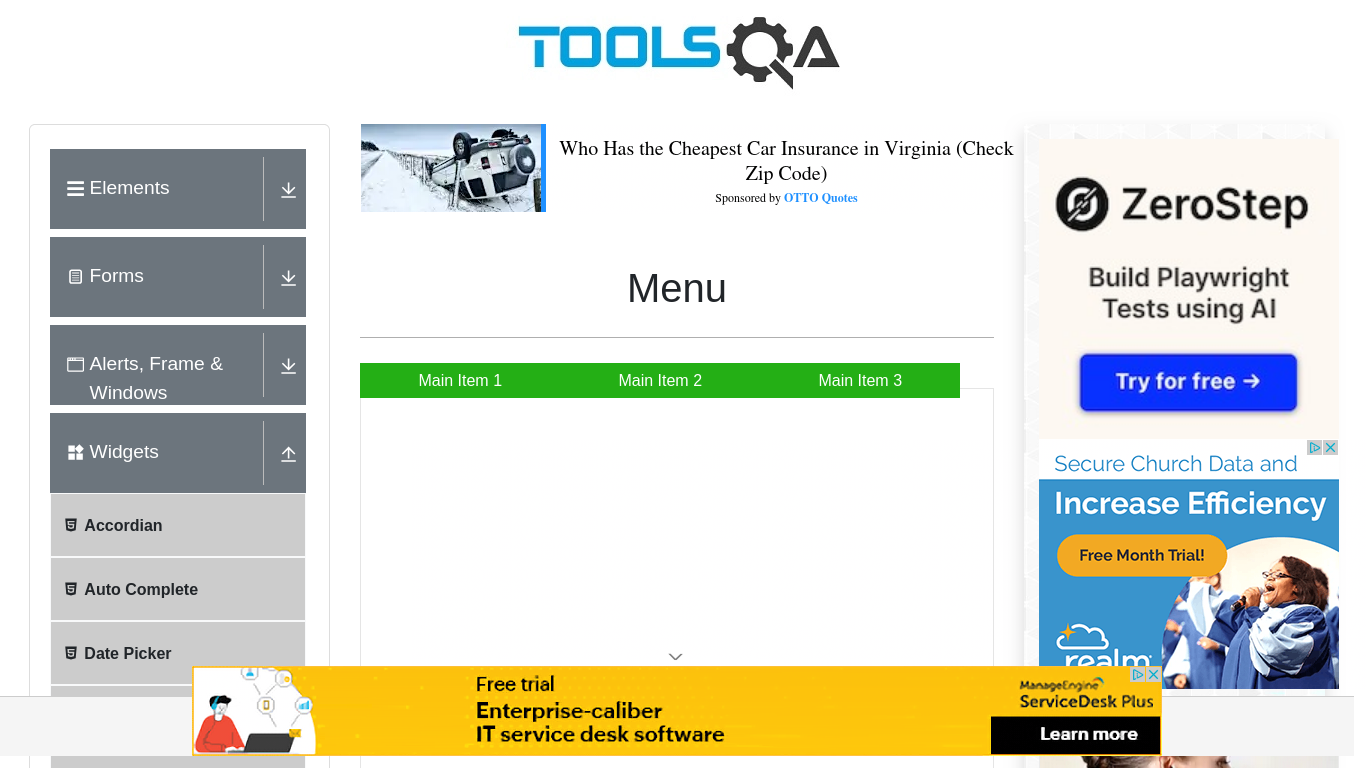 TOOLSQA
Elements
Forms
Alerts, Frame &
Windows
Widgets
Accordian
Auto Complete
Date Picker
Who Has the Cheapest Car Insurance in Virginia (Check
Zip Code)
Sponsored by OTTO Quotes
Menu
Main Item 1
Main Item 2
Main Item 3
ZeroStep
Build Playwright
Tests using AI
Try for free →
Secure Church Data and
Increase Efficiency
Free Month Trial!
realm
Free trial
Enterprise-caliber
IT service desk software
ManageEngine
ServiceDesk Plus
Learn more